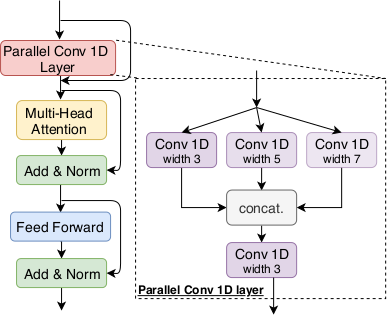 Parallel Conv 1D
Layer
Multi-Head
Attention
Add & Norm
Feed Forward
Add & Norm
Conv 1D
width 3
Conv 1D
width 5
Conv 1D
width 7
concat.
Conv 1D
width 3
Parallel Conv 1D layer